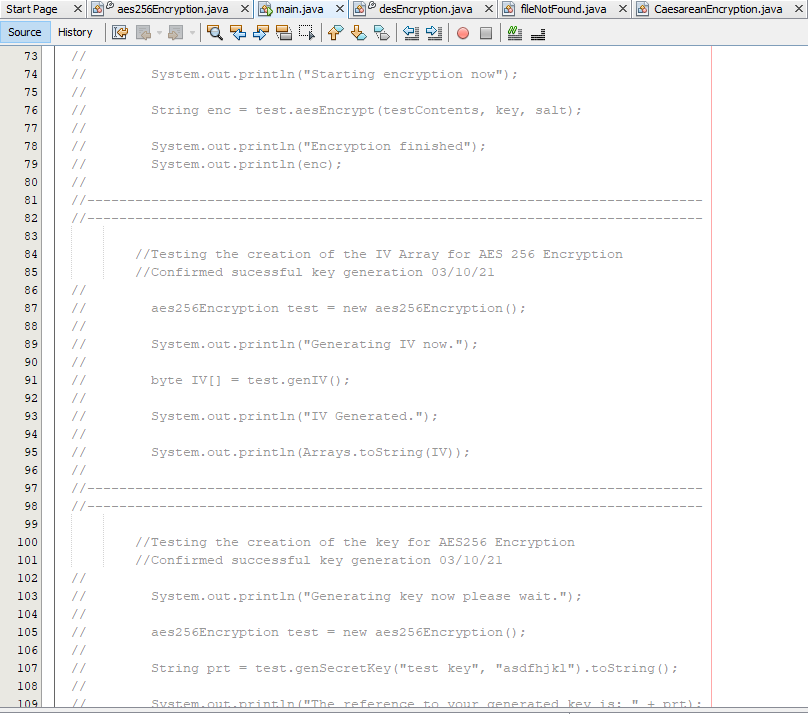 Start Page aes256Encryption.java main.java desEncryption.java fileNotFound.java CaesareanEncryption.java
Source History
73 //
74 // System.out.println("Starting encryption now");
75 //
76 // String enc = test.aesEncrypt(testContents, key, salt);
77 //
78 // System.out.println("Encryption finished");
79 // System.out.println(enc);
80 //
81 //-----------------------------------------------------------------------------
82 //-----------------------------------------------------------------------------
83
84 //Testing the creation of the IV Array for AES 256 Encryption
85 //Confirmed sucessful key generation 03/10/21
86 //
87 // aes256Encryption test = new aes256Encryption();
88 //
89 // System.out.println("Generating IV now.");
90 //
91 // byte IV[] = test.genIV();
92 //
93 // System.out.println("IV Generated.");
94 //
95 // System.out.println(Arrays.toString(IV));
96 //
97 //-----------------------------------------------------------------------------
98 //-----------------------------------------------------------------------------
99
100 //Testing the creation of the key for AES256 Encryption
101 //Confirmed successful key generation 03/10/21
102 //
103 // System.out.println("Generating key now please wait.");
104 //
105 // aes256Encryption test = new aes256Encryption();
106 //
107 // String prt = test.genSecretKey("test key", "asdfhjkl").toString();
108 //
109 // System.out.println("The reference to your generated key is: " + prt);